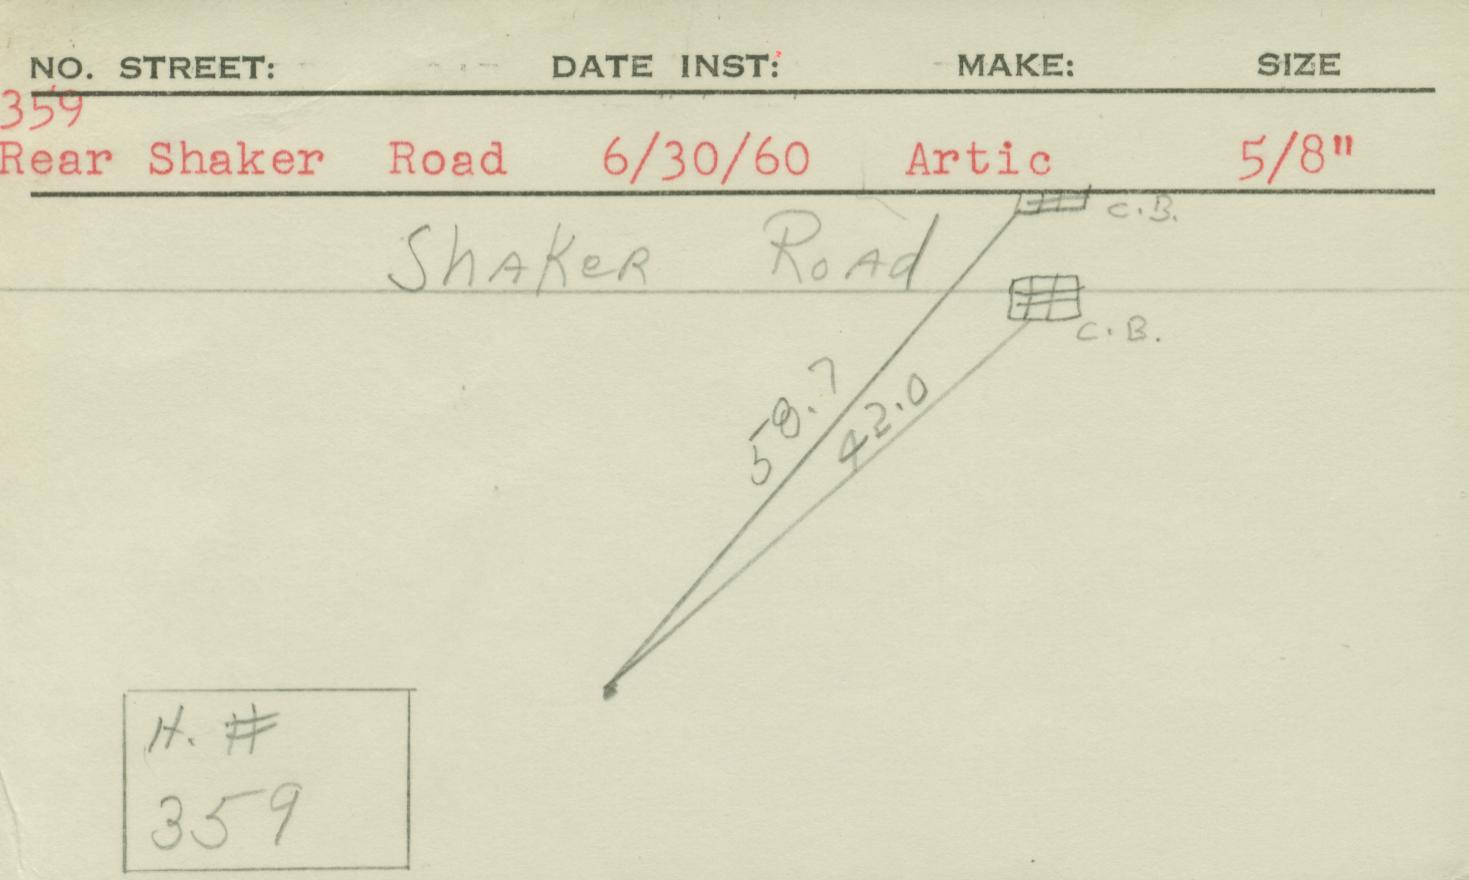 NO. STREET: DATE INST: MAKE: SIZE
359
Rear Shaker Road 6/30/60 Artic 5/8"
C.B.
Shaker Road
C.B.
58.7
42.0
H. #
359